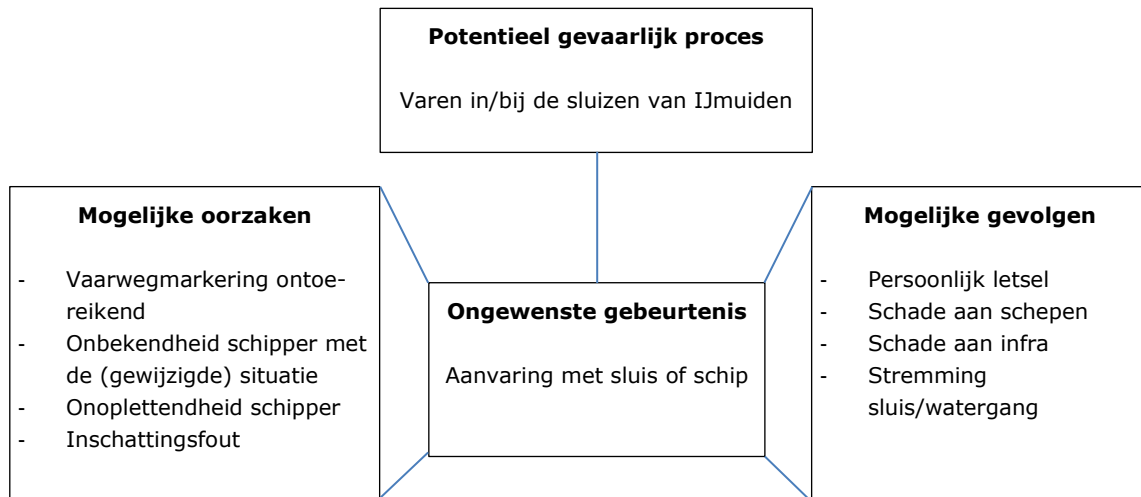 Potentieel gevaarlijk proces
Varen in/bij de sluizen van IJmuiden
Mogelijke oorzaken
- Vaarwegmarkering ontoe-
reikend
- Onbekendheid schipper met
de (gewijzigde) situatie
- Onoplettendheid schipper
- Inschattingsfout
Ongewenste gebeurtenis
Aanvaring met sluis of schip
Mogelijke gevolgen
- Persoonlijk letsel
- Schade aan schepen
- Schade aan infra
- Stremming
sluis/watergang